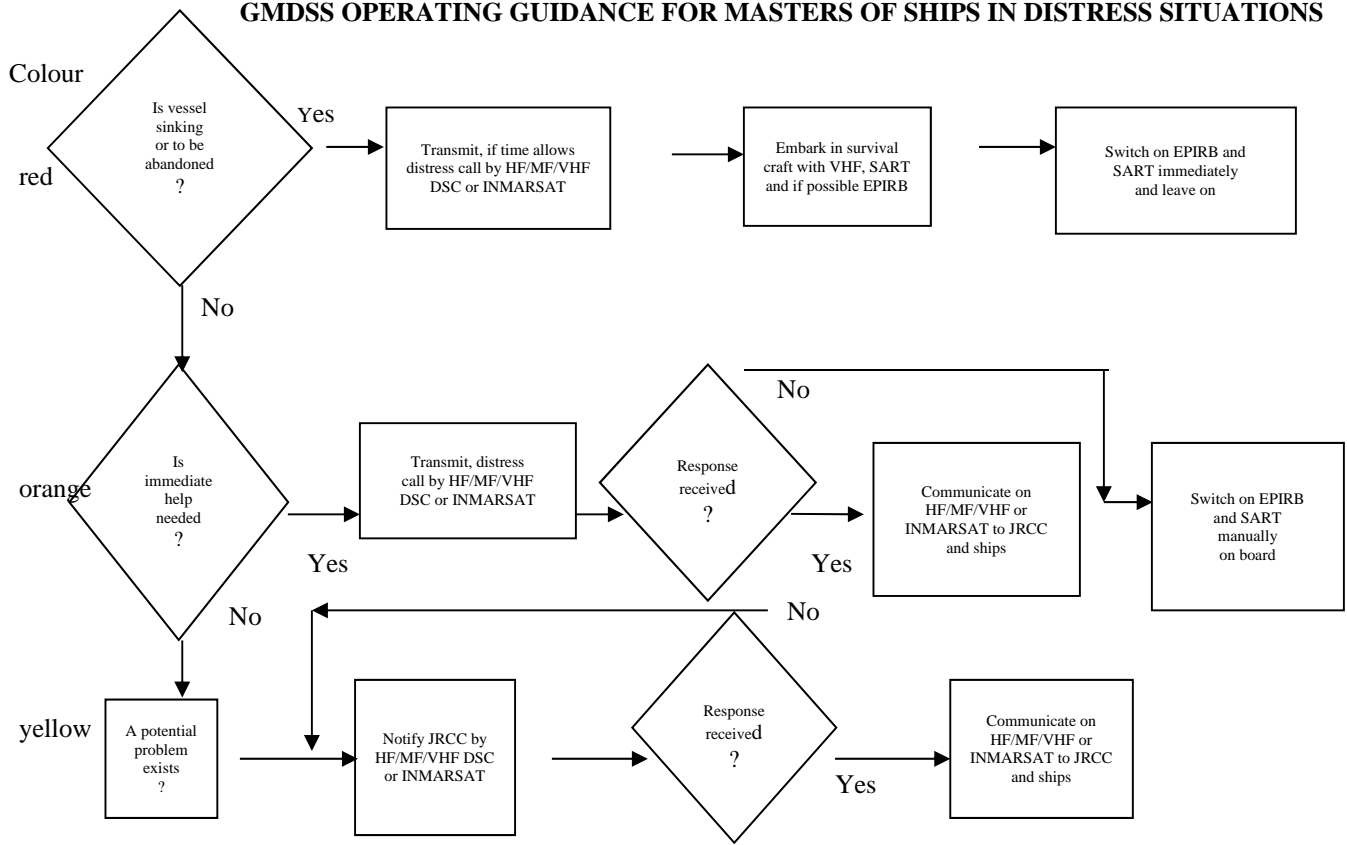 GMDSS OPERATING GUIDANCE FOR MASTERS OF SHIPS IN DISTRESS SITUATIONS
Colour
red
Is vessel
sinking
or to be
abandoned
?
Yes
Transmit, if time allows
distress call by HF/MF/VHF
DSC or INMARSAT
Embark in survival
craft with VHF, SART
and if possible EPIRB
Switch on EPIRB and
SART immediately
and leave on
No
orange
Is
immediate
help
needed
?
Yes
Transmit, distress
call by HF/MF/VHF
DSC or INMARSAT
Response
received
?
No
Yes
Communicate on
HF/MF/VHF or
INMARSAT to JRCC
and ships
Switch on EPIRB
and SART
manually
on board
No
yellow
A potential
problem
exists
?
Notify JRCC by
HF/MF/VHF DSC
or INMARSAT
Response
received
?
No
Yes
Communicate on
HF/MF/VHF or
INMARSAT to JRCC
and ships